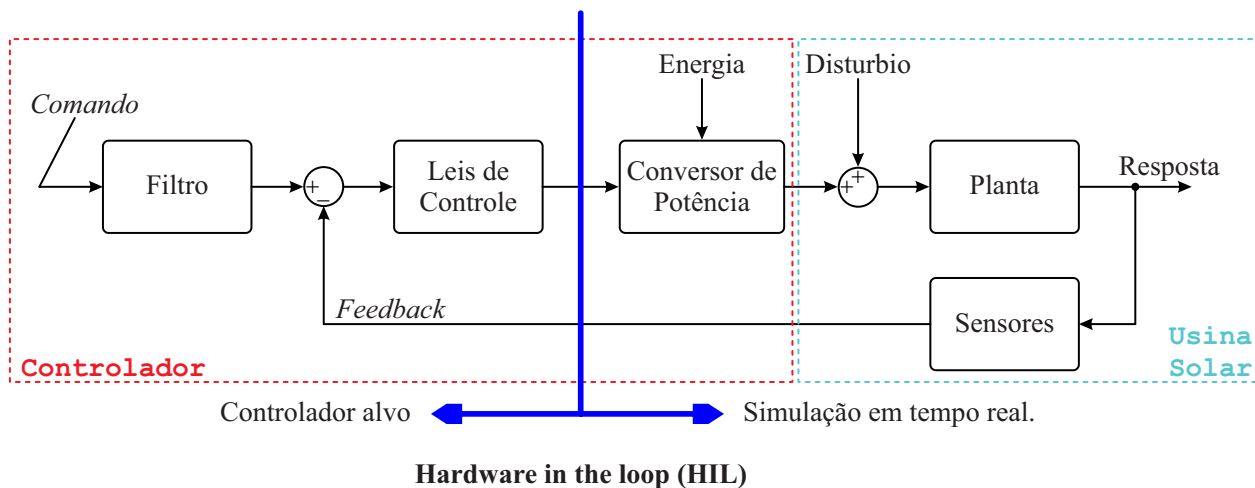 Energia
Disturbio
Comando
Filtro
+
−
Leis de
Controle
Conversor de
Potência
+
+
Planta
Resposta
Feedback
Sensores
Controlador
Usina
Solar
Controlador alvo
Simulação em tempo real.
Hardware in the loop (HIL)